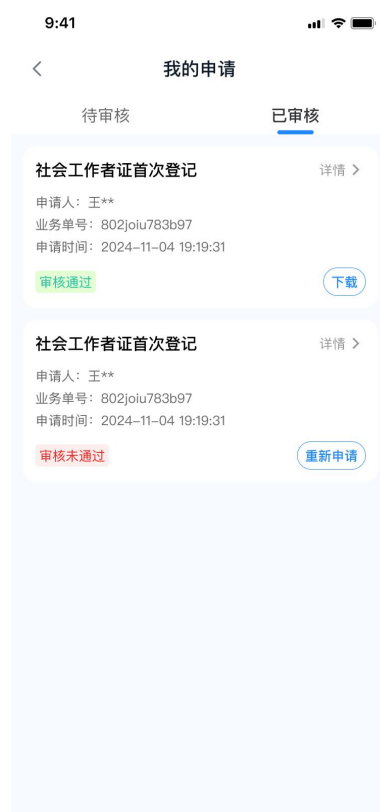 9:41
我的申请
待审核 已审核
社会工作者证首次登记 详情
申请人：王**
业务单号：802joiu783b97
申请时间：2024-11-04 19:19:31
审核通过 下载
社会工作者证首次登记 详情
申请人：王**
业务单号：802joiu783b97
申请时间：2024-11-04 19:19:31
审核未通过 重新申请